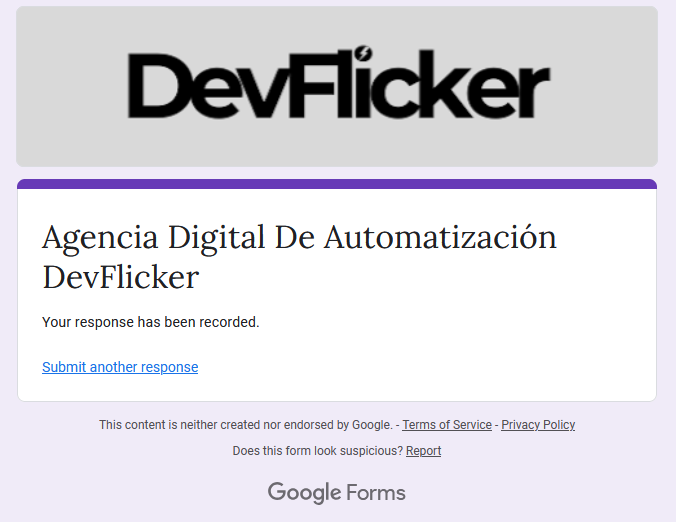 DevFlicker
Agencia Digital De Automatización
DevFlicker
Your response has been recorded.
Submit another response
This content is neither created nor endorsed by Google. - Terms of Service - Privacy Policy
Does this form look suspicious? Report
Google Forms